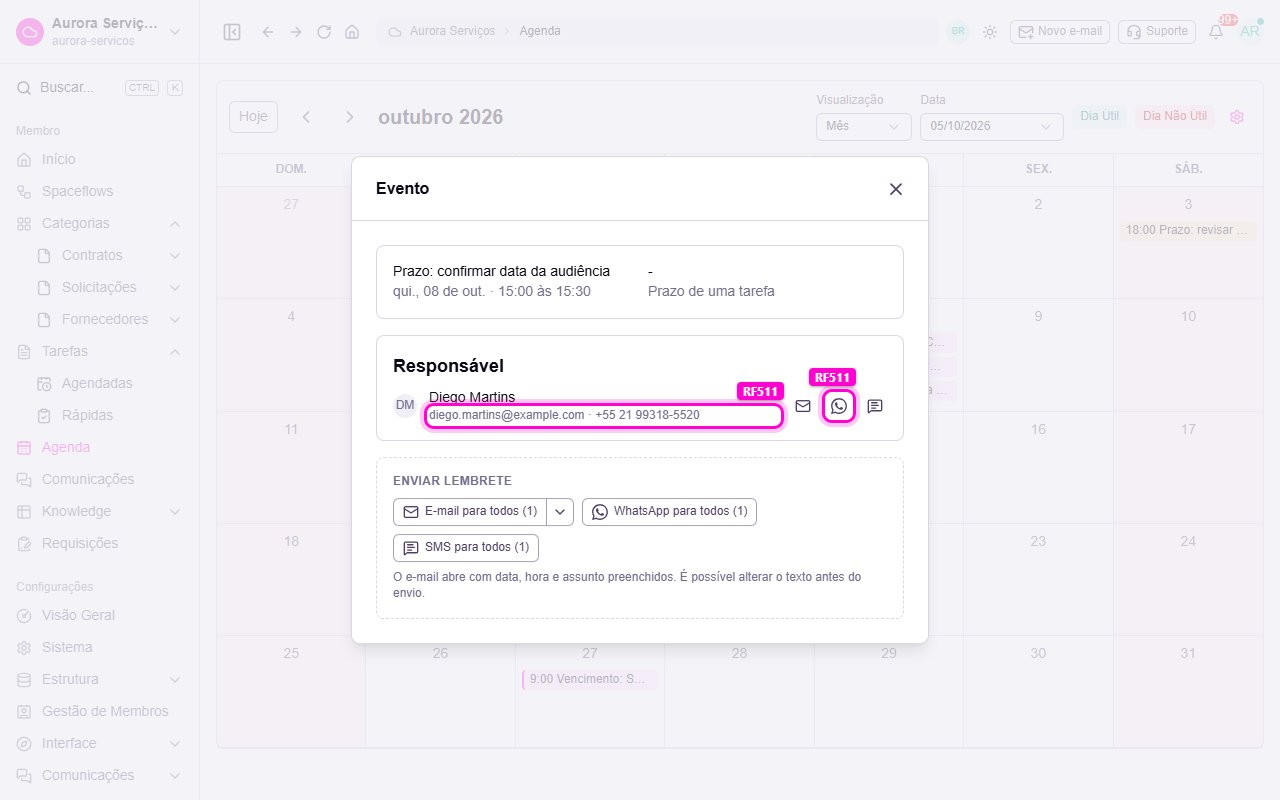 Aurora Serviç...
aurora-servicos
Aurora Serviços
Agenda
BR
Novo e-mail
Suporte
99+
AR
Buscar...
CTRL
K
Membro
Início
Spaceflows
Categorias
Contratos
Solicitações
Fornecedores
Tarefas
Agendadas
Rápidas
Agenda
Comunicações
Knowledge
Requisições
Configurações
Visão Geral
Sistema
Estrutura
Gestão de Membros
Interface
Comunicações
Hoje
outubro 2026
Visualização
Mês
Data
05/10/2026
Dia Útil
Dia Não Útil
DOM.
SEX.
SÁB.
27
2
3
18:00 Prazo: revisar ...
4
9
10
C...
...
a ...
11
16
17
18
23
24
25
26
27
28
29
30
31
9:00 Vencimento: S...
Evento
Prazo: confirmar data da audiência
-
qui., 08 de out. · 15:00 às 15:30
Prazo de uma tarefa
Responsável
RF511
RF511
DM
Diego Martins
diego.martins@example.com · +55 21 99318-5520
ENVIAR LEMBRETE
E-mail para todos (1)
WhatsApp para todos (1)
SMS para todos (1)
O e-mail abre com data, hora e assunto preenchidos. É possível alterar o texto antes do
envio.